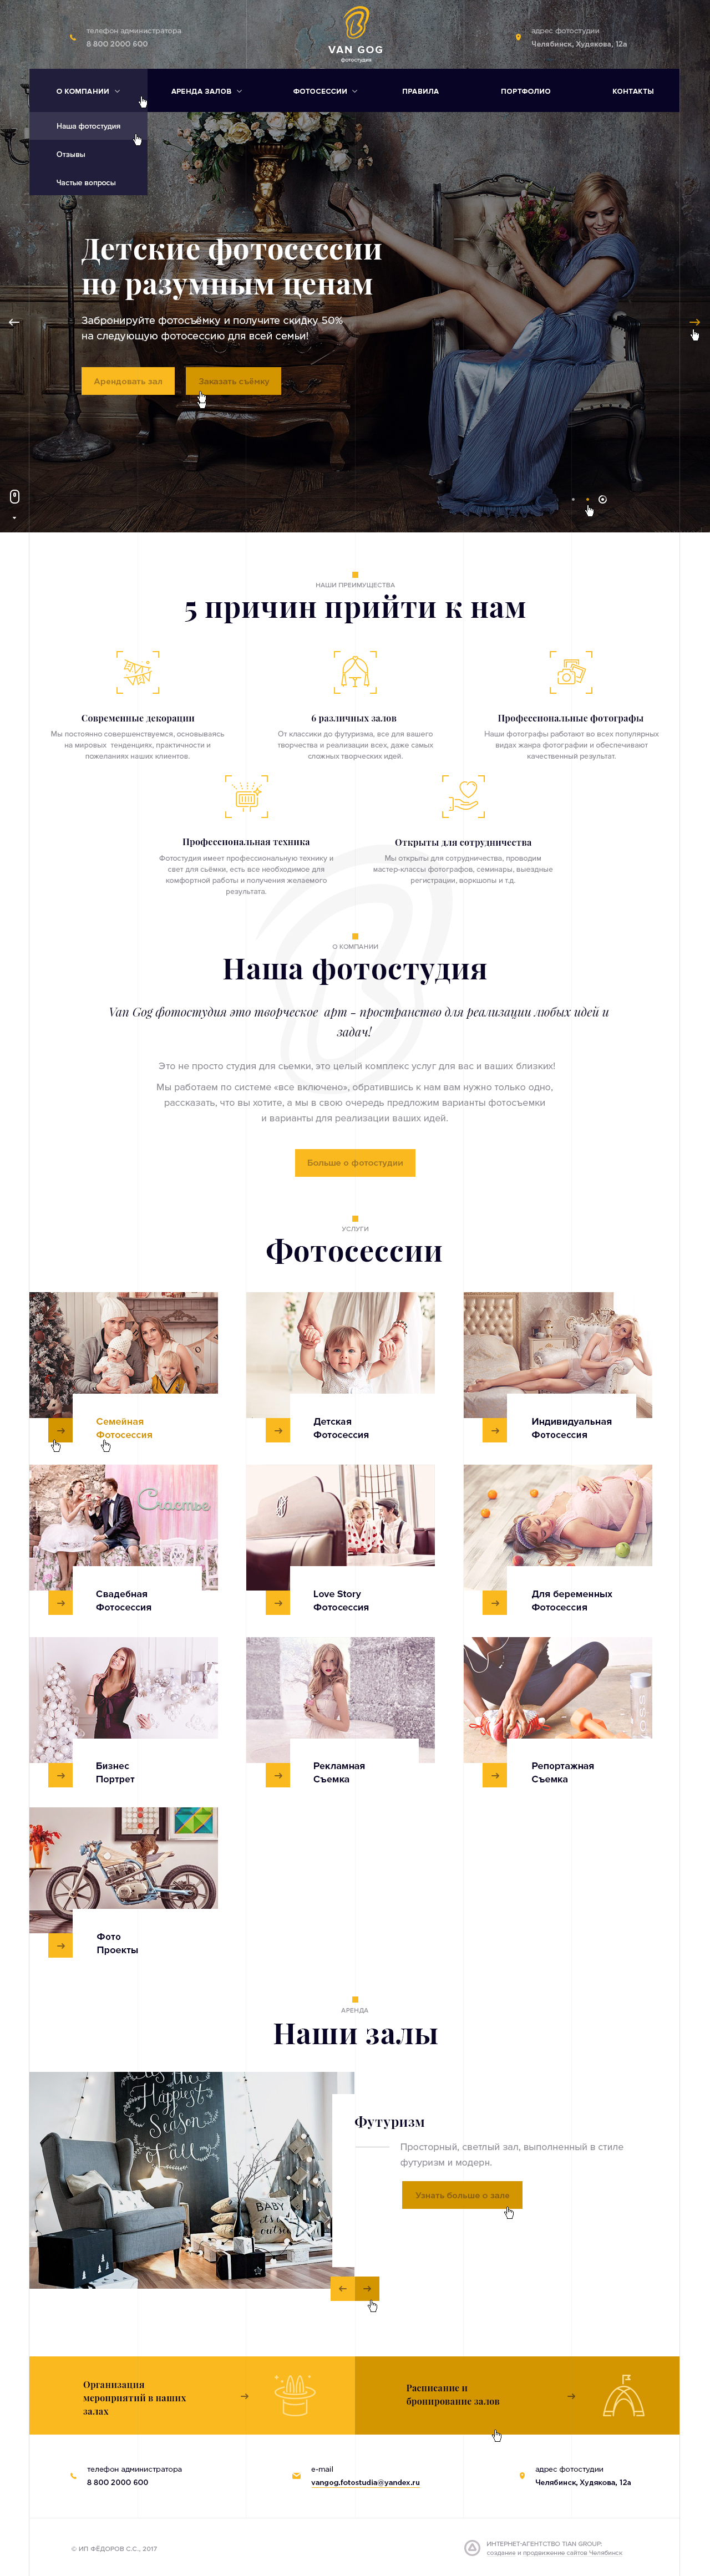 телефон администратора
8 800 2000 600
VAN GOG
фотостудия
адрес фотостудии
Челябинск, Худякова, 12а
О КОМПАНИИ
АРЕНДА ЗАЛОВ
ФОТОСЕССИИ
ПРАВИЛА
ПОРТФОЛИО
КОНТАКТЫ
Наша фотостудия
Отзывы
Частые вопросы
Детские фотосессии
по разумным ценам
Забронируйте фотосъёмку и получите скидку 50%
на следующую фотосессию для всей семьи!
Арендовать зал
Заказать съёмку
НАШИ ПРЕИМУЩЕСТВА
5 причин прийти к нам
Современные декорации
Мы постоянно совершенствуемся, основываясь
на мировых тенденциях, практичности и
пожеланиях наших клиентов.
6 различных залов
От классики до футуризма, все для вашего
творчества и реализации всех, даже самых
сложных творческих идей.
Профессиональные фотографы
Наши фотографы работают во всех популярных
видах жанра фотографии и обеспечивают
качественный результат.
Профессиональная техника
Фотостудия имеет профессиональную технику и
свет для съёмки, есть все необходимое для
комфортной работы и получения желаемого
результата.
Открыты для сотрудничества
Мы открыты для сотрудничества, проводим
мастер-классы фотографов, семинары, выездные
регистрации, воркшопы и т.д.
О КОМПАНИИ
Наша фотостудия
Van Gog фотостудия это творческое арт - пространство для реализации любых идей и
задач!
Это не просто студия для сьемки, это целый комплекс услуг для вас и ваших близких!
Мы работаем по системе «все включено», обратившись к нам вам нужно только одно,
рассказать, что вы хотите, а мы в свою очередь предложим варианты фотосъемки
и варианты для реализации ваших идей.
Больше о фотостудии
УСЛУГИ
Фотосессии
Семейная
Фотосессия
Детская
Фотосессия
Индивидуальная
Фотосессия
Счастье
Свадебная
Фотосессия
Love Story
Фотосессия
Для беременных
Фотосессия
Бизнес
Портрет
Рекламная
Съемка
Репортажная
Съемка
Фото
Проекты
АРЕНДА
Наши залы
Happiest
Season
OF ALL
BABY
it's
outside
Футуризм
Просторный, светлый зал, выполненный в стиле
футуризм и модерн.
Узнать больше о зале
Организация
мероприятий в наших
залах
Расписание и
бронирование залов
телефон администратора
8 800 2000 600
e-mail
vangog.fotostudia@yandex.ru
адрес фотостудии
Челябинск, Худякова, 12а
© ИП ФЁДОРОВ С.С., 2017
ИНТЕРНЕТ-АГЕНТСТВО TIAN GROUP:
создание и продвижение сайтов Челябинск